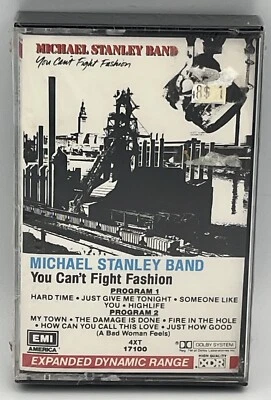 MICHAEL STANLEY BAND
You Can't Fight Fashion
MICHAEL STANLEY BAND
You Can't Fight Fashion
PROGRAM 1
HARD TIME • JUST GIVE ME TONIGHT • SOMEONE LIKE
YOU • HIGHLIFE
PROGRAM 2
MY TOWN • THE DAMAGE IS DONE • FIRE IN THE HOLE
• HOW CAN YOU CALL THIS LOVE • JUST HOW GOOD
(A Bad Woman Feels)
4XT
17100
EMI
AMERICA
DOLBY SYSTEM
HIGH QUALITY
XDR
EXPANDED DYNAMIC RANGE